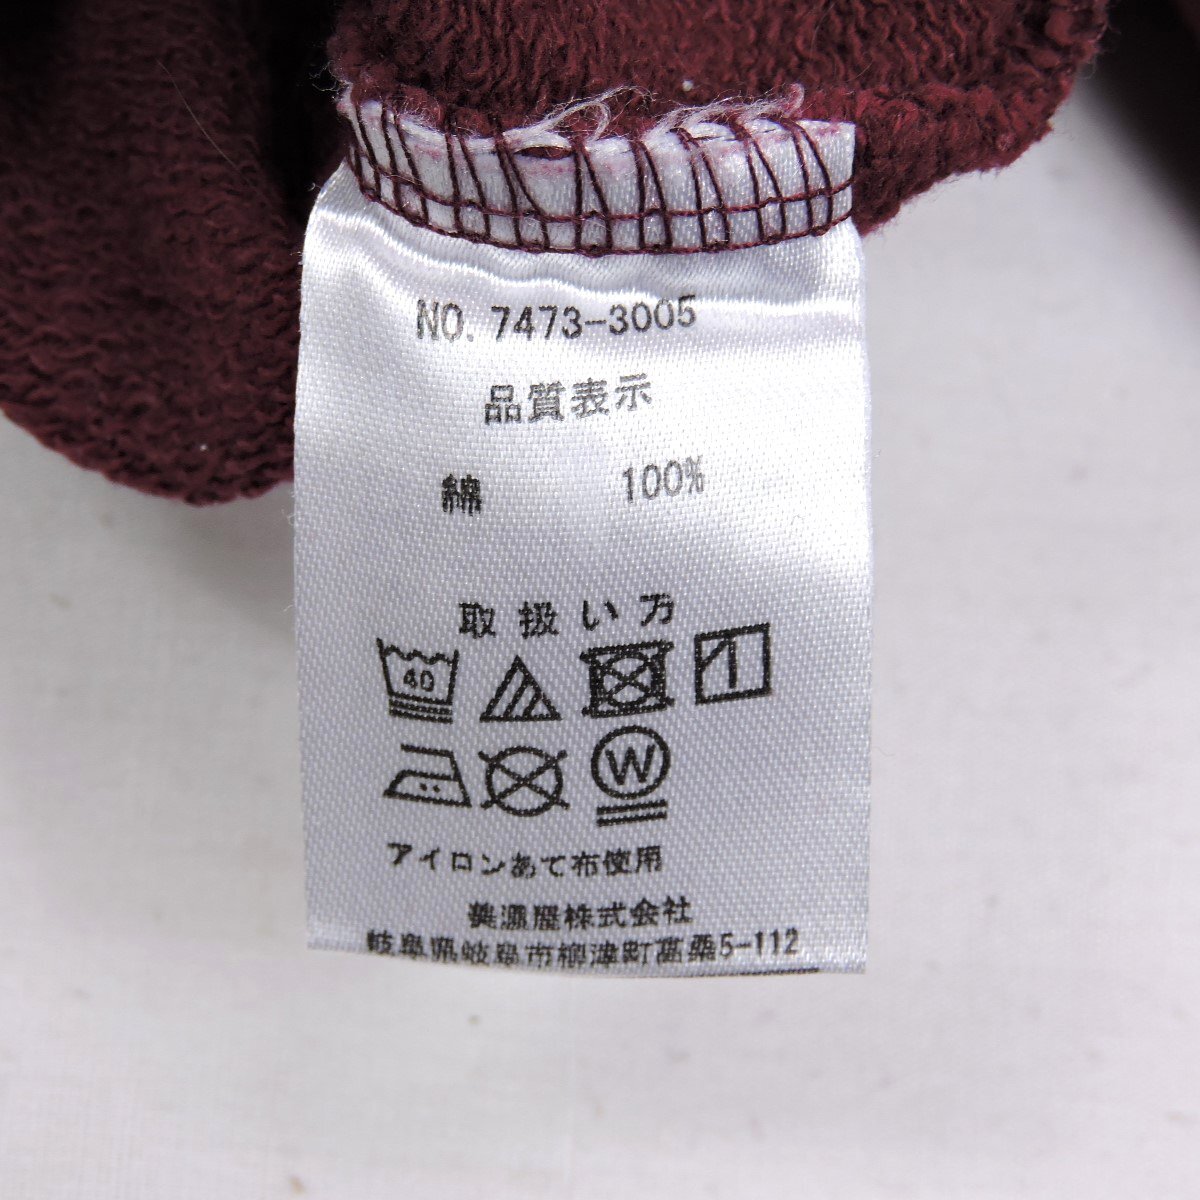 NO. 7473-3005
品質表示
綿 100%
取扱い方
40
W
アイロンあて布使用
美濃屋株式会社
岐阜県岐阜市柳津町高桑5-112